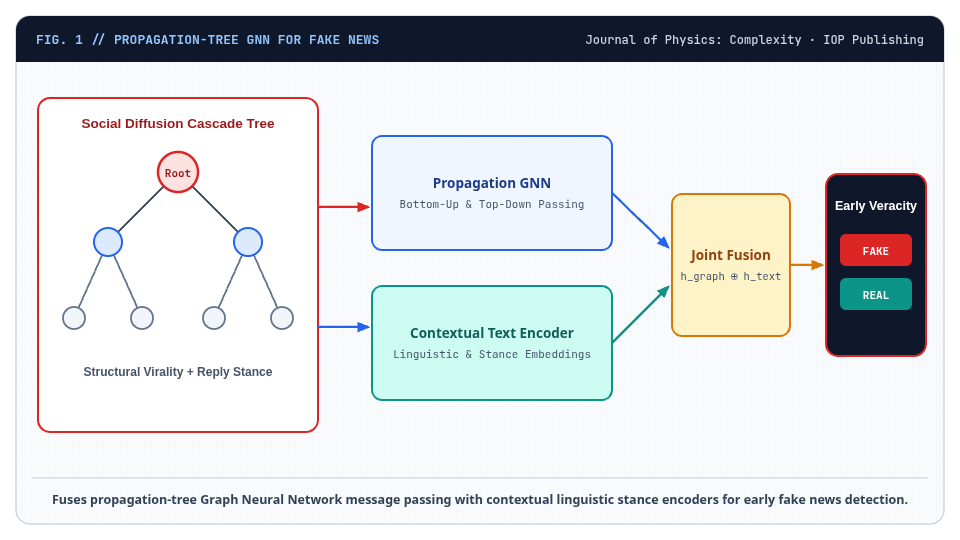 FIG. 1 // PROPAGATION-TREE GNN FOR FAKE NEWS
Journal of Physics: Complexity · IOP Publishing
Social Diffusion Cascade Tree
Root
Structural Virality + Reply Stance
Propagation GNN
Bottom-Up & Top-Down Passing
Contextual Text Encoder
Linguistic & Stance Embeddings
Joint Fusion
h_graph ⊕ h_text
Early Veracity
FAKE
REAL
Fuses propagation-tree Graph Neural Network message passing with contextual linguistic stance encoders for early fake news detection.